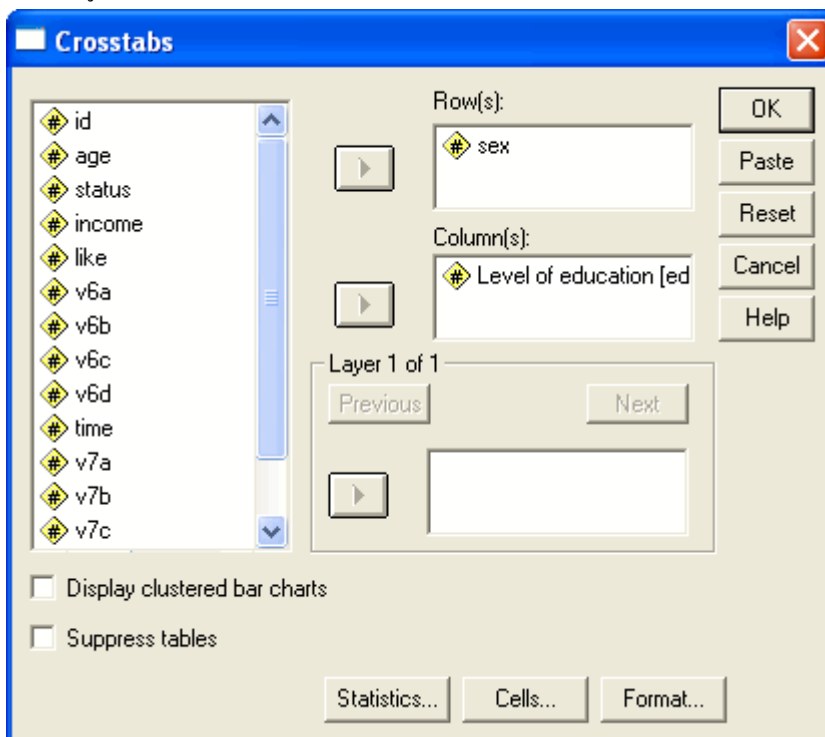 Crosstabs
id
age
status
income
like
v6a
v6b
v6c
v6d
time
v7a
v7b
v7c
Row(s):
sex
Column(s):
Level of education [ed
Layer 1 of 1
Previous
Next
OK
Paste
Reset
Cancel
Help
Display clustered bar charts
Suppress tables
Statistics...
Cells...
Format...